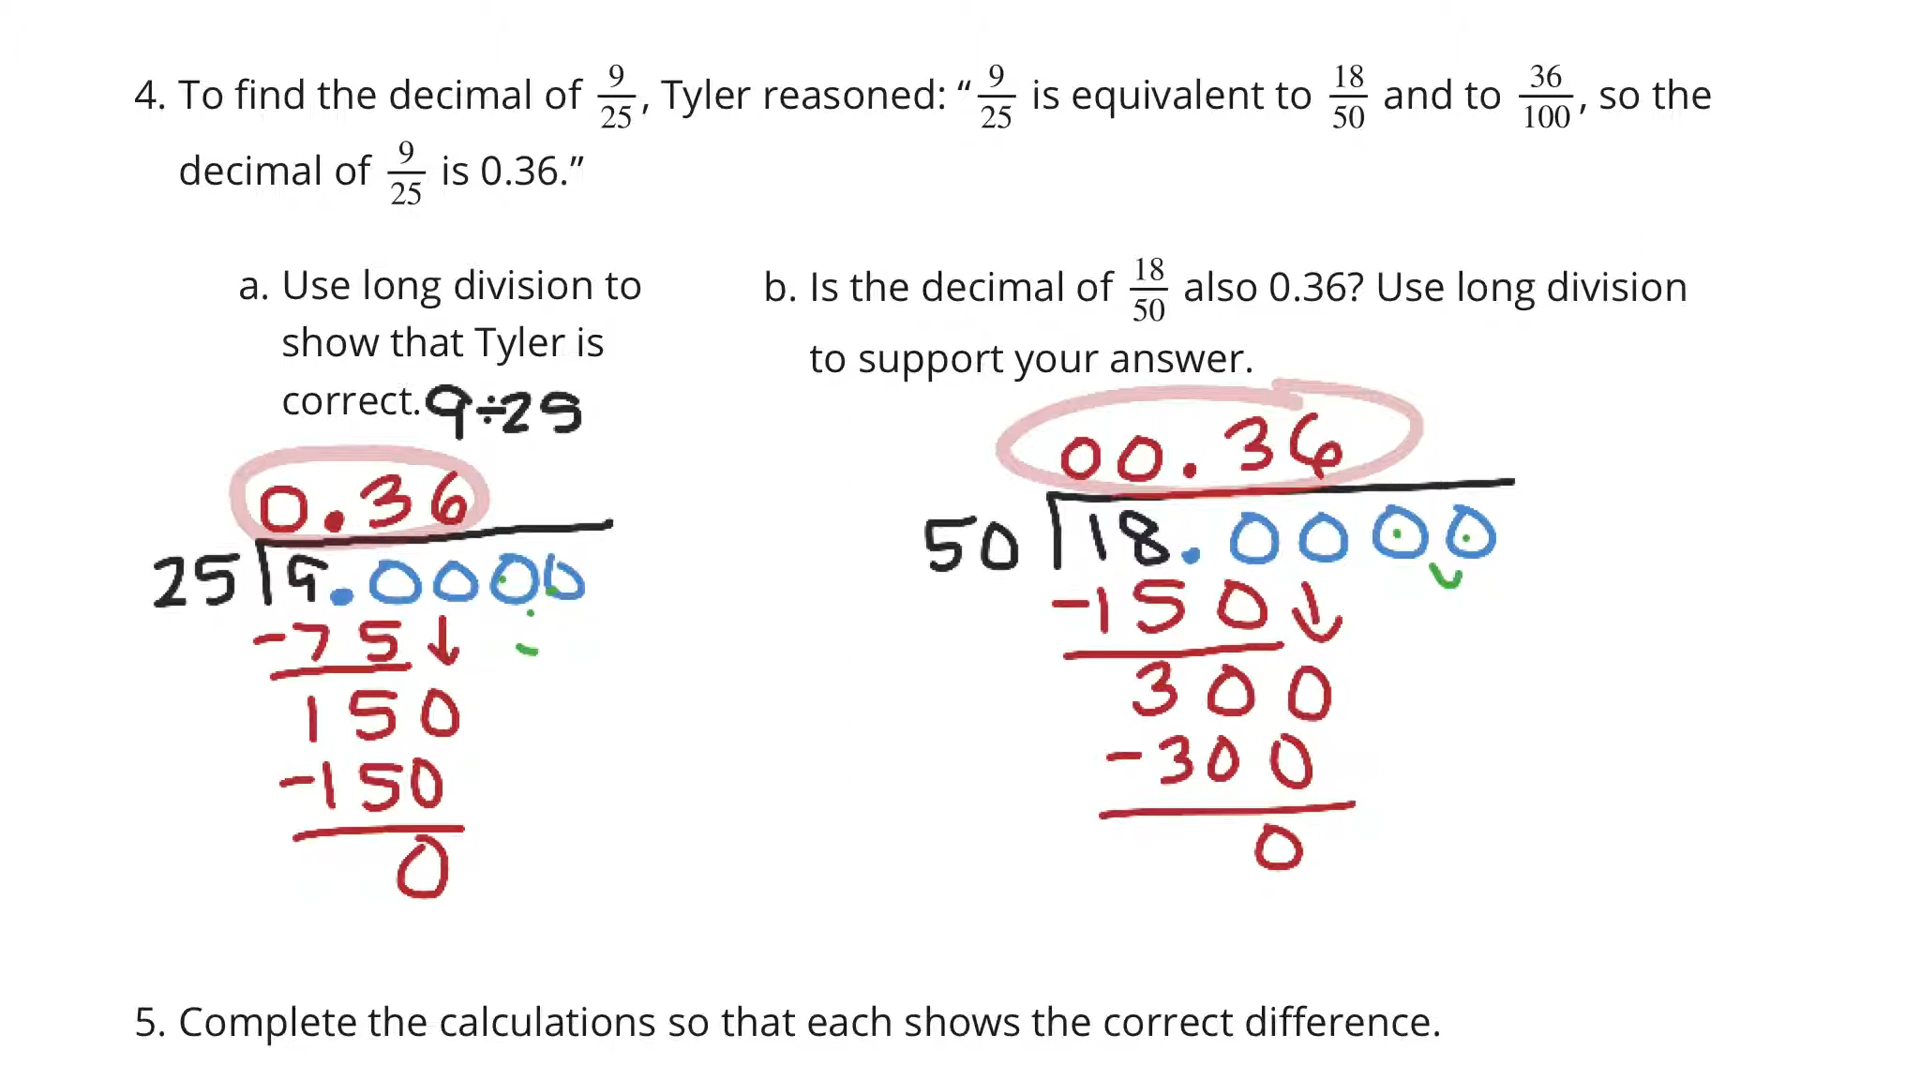 4. To find the decimal of 9/25, Tyler reasoned: “9/25 is equivalent to 18/50 and to 36/100, so the
decimal of 9/25 is 0.36.”
a. Use long division to
show that Tyler is
correct. 9÷25
0.36
25 9.0000
-75↓
150
-150
0
b. Is the decimal of 18/50 also 0.36? Use long division
to support your answer.
00.36
50 18.0000
-150↓
300
-300
0
5. Complete the calculations so that each shows the correct difference.